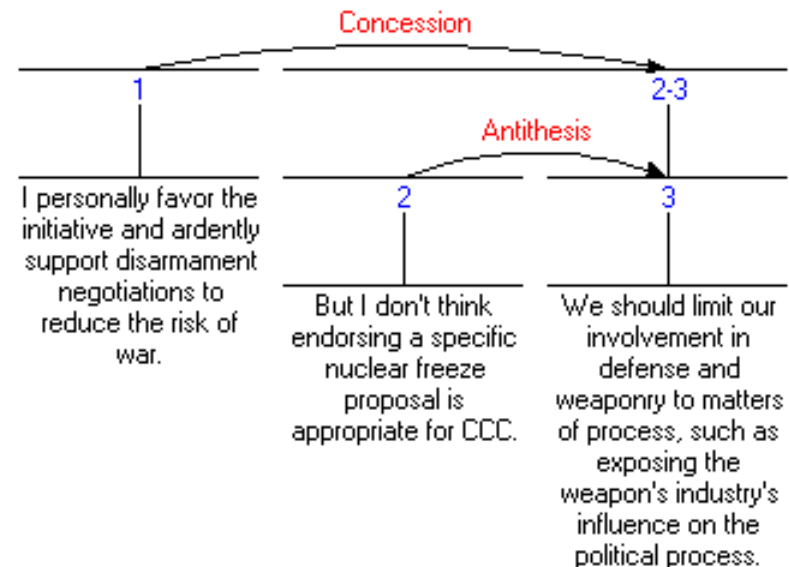 Concession
1
2-3
Antithesis
I personally favor the
initiative and ardently
support disarmament
negotiations to
reduce the risk of
war.
2
3
But I don't think
endorsing a specific
nuclear freeze
proposal is
appropriate for CCC.
We should limit our
involvement in
defense and
weaponry to matters
of process, such as
exposing the
weapon's industry's
influence on the
political process.